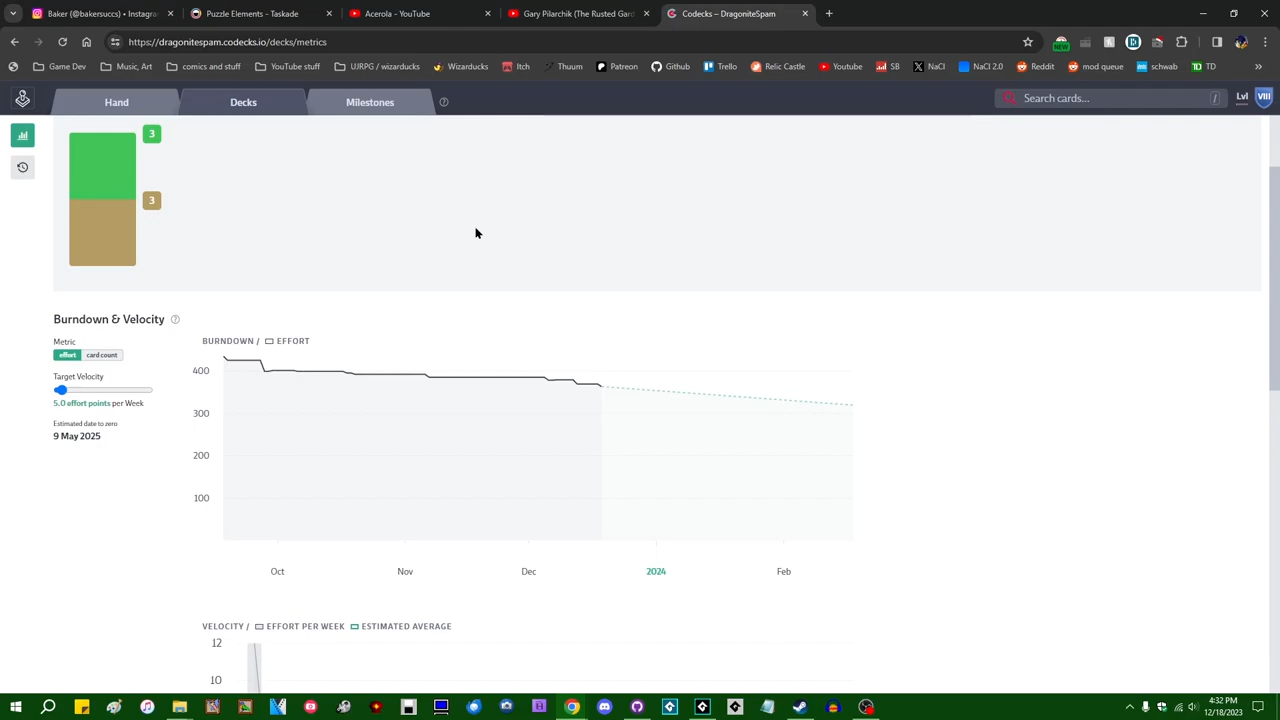 Baker (@bakersuccs) • Instagra
Puzzle Elements - Taskade
Acerola - YouTube
Gary Pilarchik (The Rusted Gard
Codecks – DragoniteSpam
https://dragonitespam.codecks.io/decks/metrics
NEW
Game Dev
Music, Art
comics and stuff
YouTube stuff
UJRPG / wizarducks
Wizarducks
Itch
Thuum
Patreon
Github
Trello
Relic Castle
Youtube
SB
NaCl
NaCl 2.0
Reddit
mod queue
schwab
TD
Hand
Decks
Milestones
Search cards...
/
Lvl
VIII
3
3
Burndown & Velocity
Metric
effort card count
Target Velocity
5.0 effort points per Week
Estimated date to zero
9 May 2025
BURNDOWN / EFFORT
400
300
200
100
Oct Nov Dec 2024 Feb
VELOCITY / EFFORT PER WEEK ESTIMATED AVERAGE
12
10
4:32 PM
12/18/2023